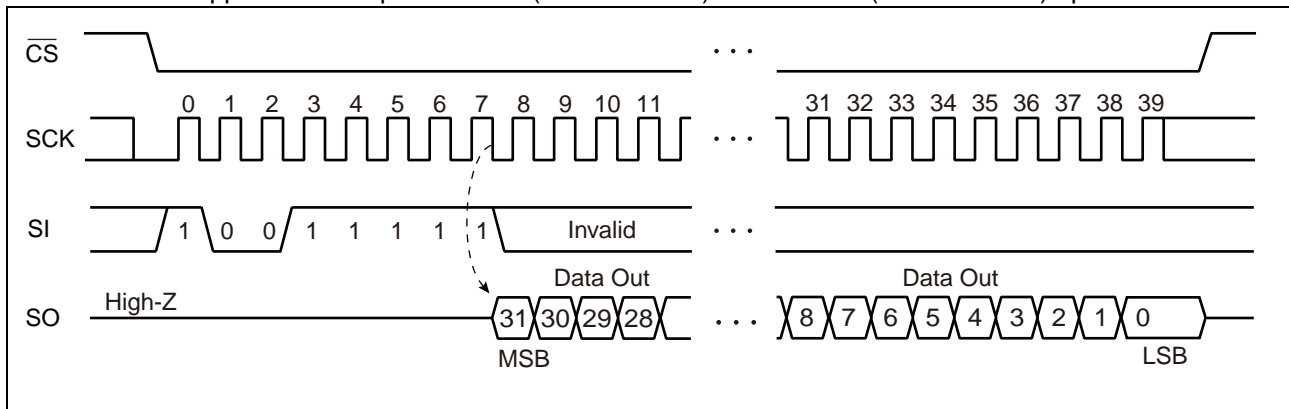 CS
. . .
0 1 2 3 4 5 6 7 8 9 10 11 31 32 33 34 35 36 37 38 39
SCK . . .
SI 1 0 0 1 1 1 1 1 Invalid . . .
Data Out Data Out
High-Z
SO 31 30 29 28 . . . 8 7 6 5 4 3 2 1 0
MSB LSB